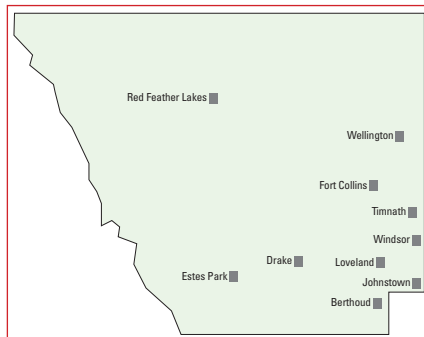 Red Feather Lakes
Wellington
Fort Collins
Timnath
Windsor
Drake
Loveland
Estes Park
Johnstown
Berthoud